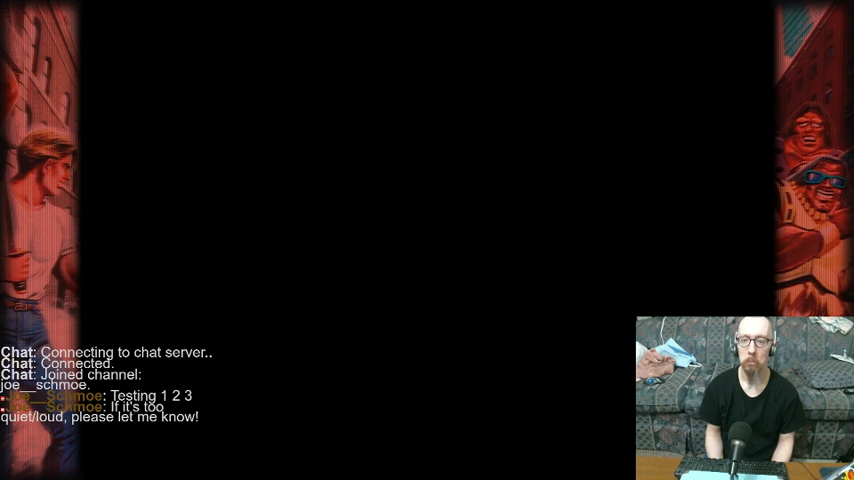 Chat: Connecting to chat server..
Chat: Connected.
Chat: Joined channel:
joe__schmoe.
Joe__Schmoe: Testing 1 2 3
Joe__Schmoe: If it's too
quiet/loud, please let me know!